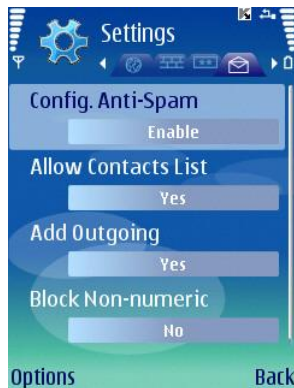 Settings
Config. Anti-Spam
Enable
Allow Contacts List
Yes
Add Outgoing
Yes
Block Non-numeric
No
Options Back